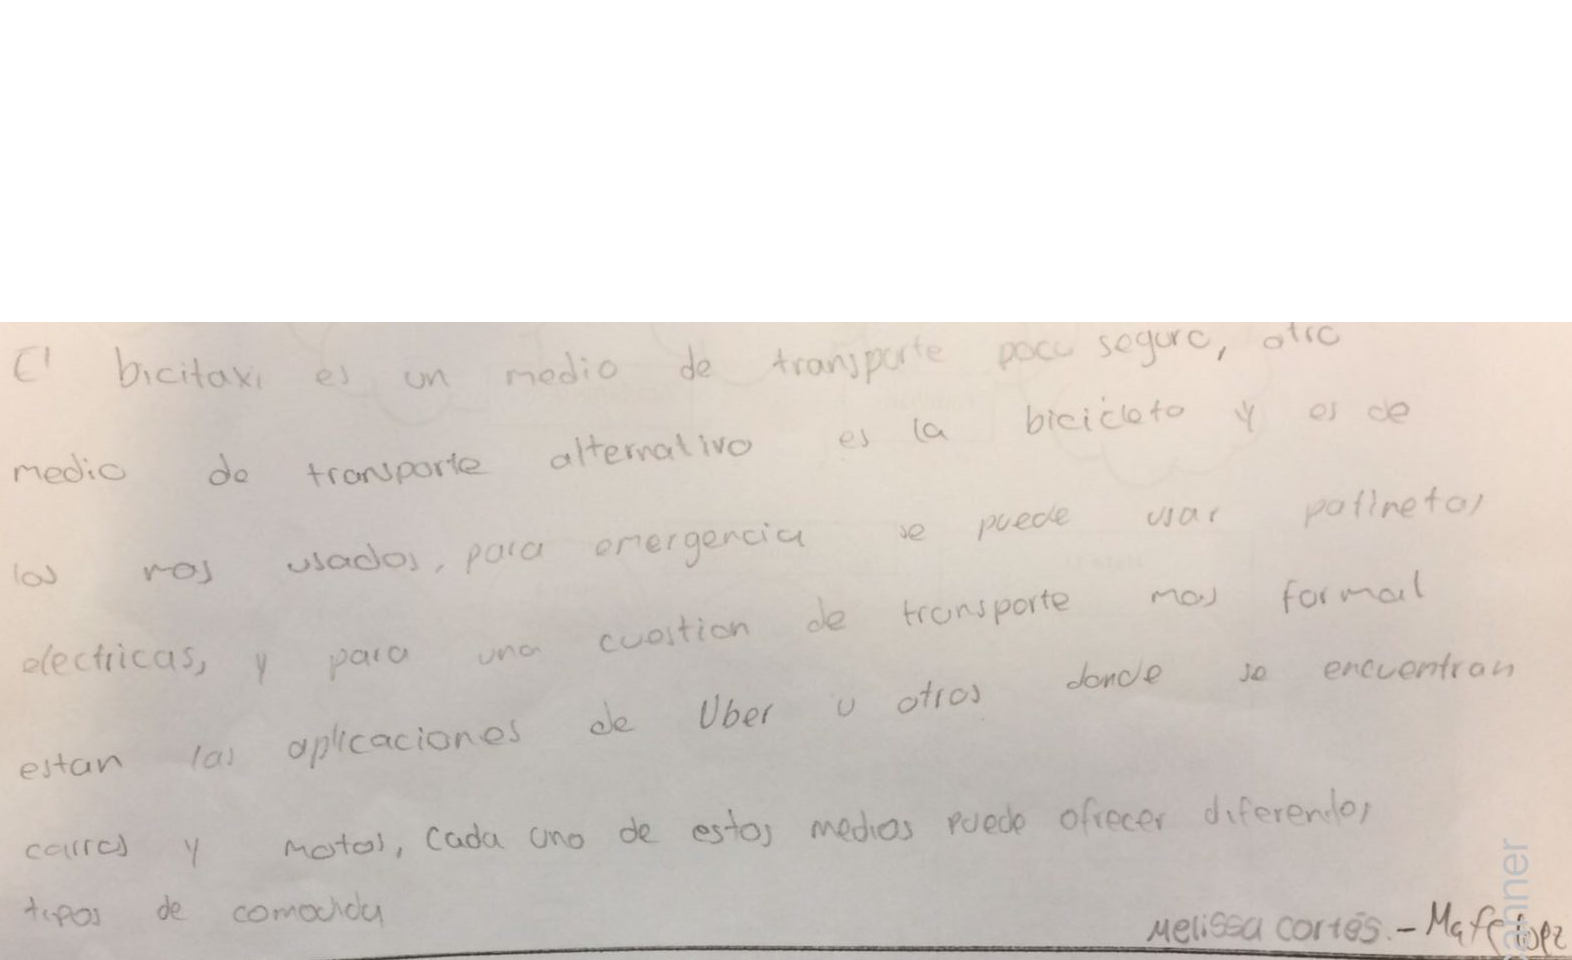 El bicitaxi es un medio de transporte poco seguro, otro
medio de transporte alternativo es la bicicleta y es de
los mas usados, para emergencia se puede usar patinetas
electricas, y para una cuestion de transporte mas formal
estan las aplicaciones de Uber u otros donde se encuentran
carros y motos, cada uno de estos medios puede ofrecer diferentes
tipos de comodida
Melissa Cortés. - Mafe Lopez
anner